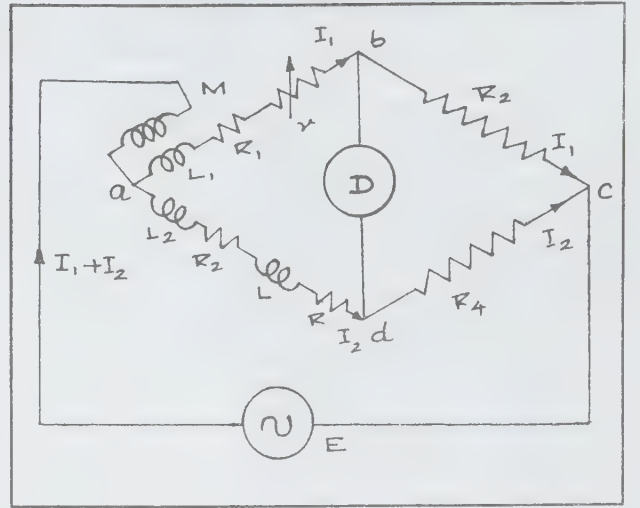 I₁ b
M R₂
R₁ r I₁
a L₁ D c
L₂ R₂ I₂
I₁+I₂ L R R₄
I₂ d
E